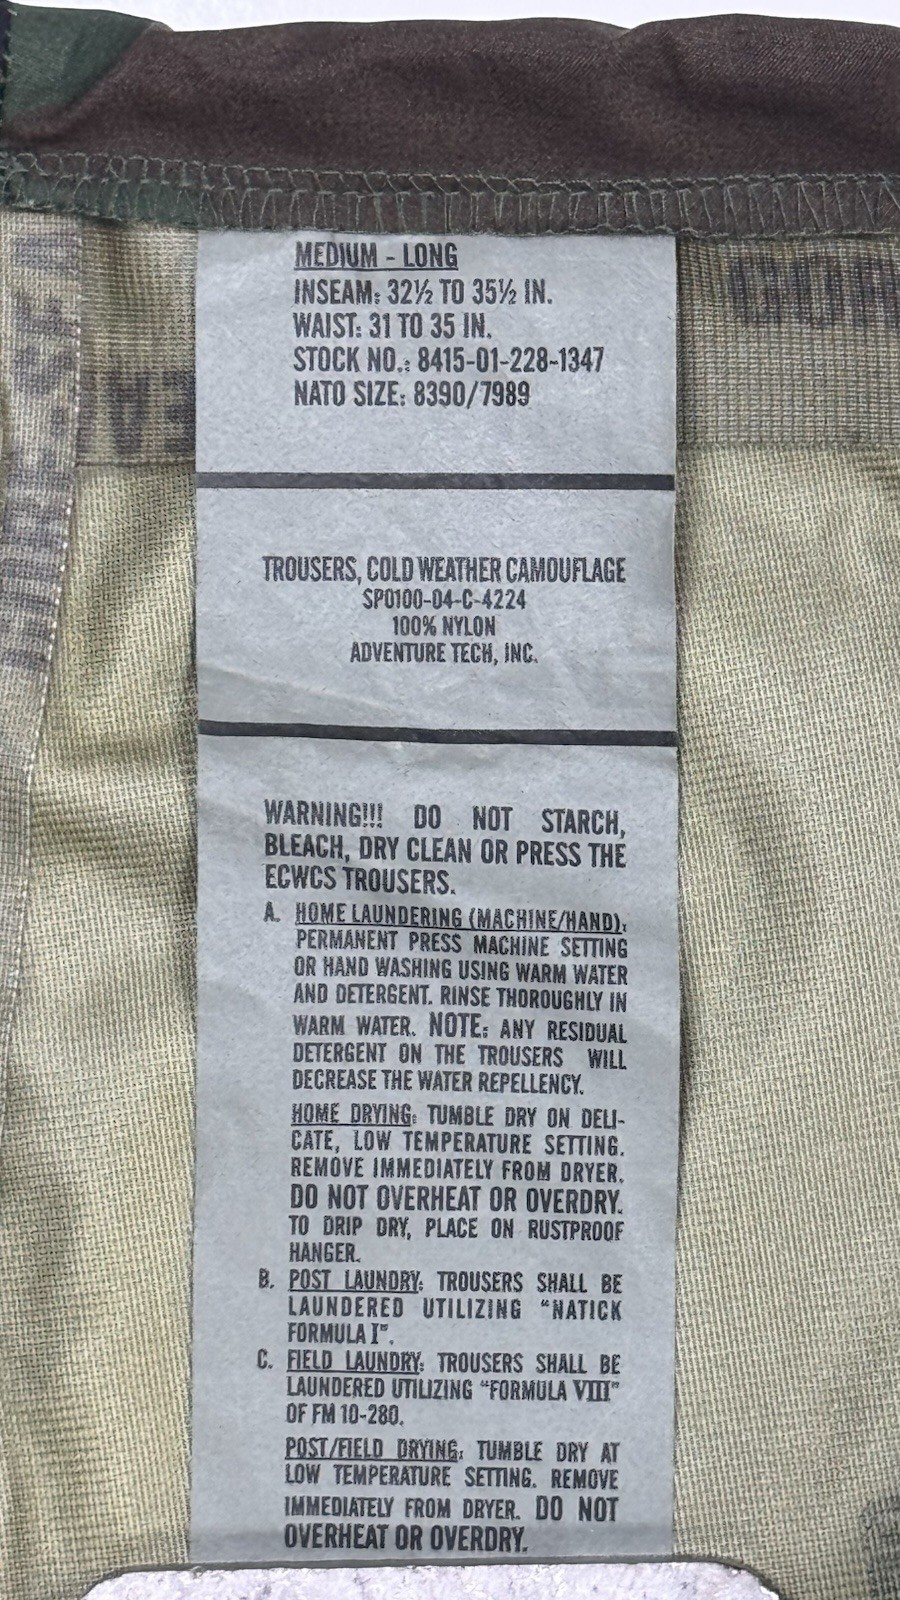 MEDIUM - LONG
INSEAM: 32½ TO 35½ IN.
WAIST: 31 TO 35 IN.
STOCK NO.: 8415-01-228-1347
NATO SIZE: 8390/7989
TROUSERS, COLD WEATHER CAMOUFLAGE
SP0100-04-C-4224
100% NYLON
ADVENTURE TECH, INC.
WARNING!!! DO NOT STARCH,
BLEACH, DRY CLEAN OR PRESS THE
ECWCS TROUSERS.
A. HOME LAUNDERING (MACHINE/HAND),
PERMANENT PRESS MACHINE SETTING
OR HAND WASHING USING WARM WATER
AND DETERGENT. RINSE THOROUGHLY IN
WARM WATER. NOTE: ANY RESIDUAL
DETERGENT ON THE TROUSERS WILL
DECREASE THE WATER REPELLENCY.
HOME DRYING: TUMBLE DRY ON DELI-
CATE, LOW TEMPERATURE SETTING.
REMOVE IMMEDIATELY FROM DRYER.
DO NOT OVERHEAT OR OVERDRY.
TO DRIP DRY, PLACE ON RUSTPROOF
HANGER.
B. POST LAUNDRY: TROUSERS SHALL BE
LAUNDERED UTILIZING "NATICK
FORMULA I".
C. FIELD LAUNDRY: TROUSERS SHALL BE
LAUNDERED UTILIZING "FORMULA VIII"
OF FM 10-280.
POST/FIELD DRYING: TUMBLE DRY AT
LOW TEMPERATURE SETTING. REMOVE
IMMEDIATELY FROM DRYER. DO NOT
OVERHEAT OR OVERDRY.